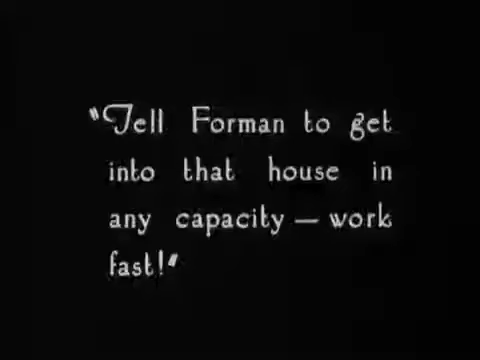 "Tell Forman to get
into that house in
any capacity — work
fast!"